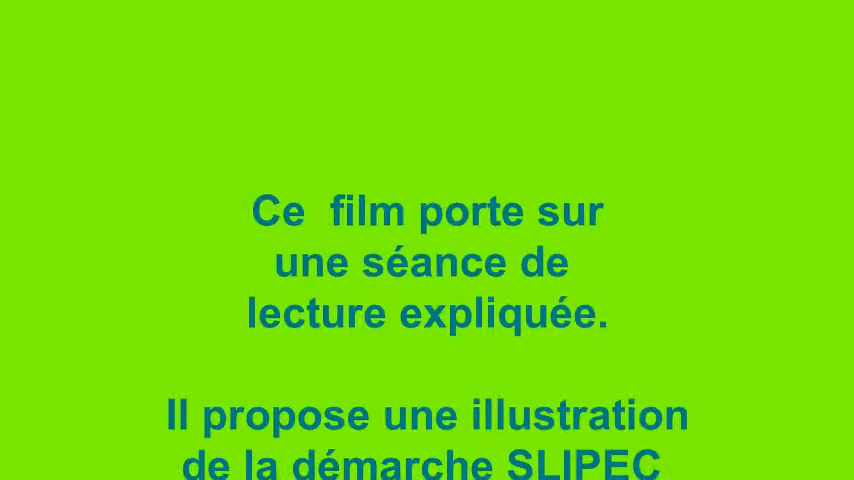 Ce film porte sur
une séance de
lecture expliquée.
Il propose une illustration
de la démarche SLIPEC